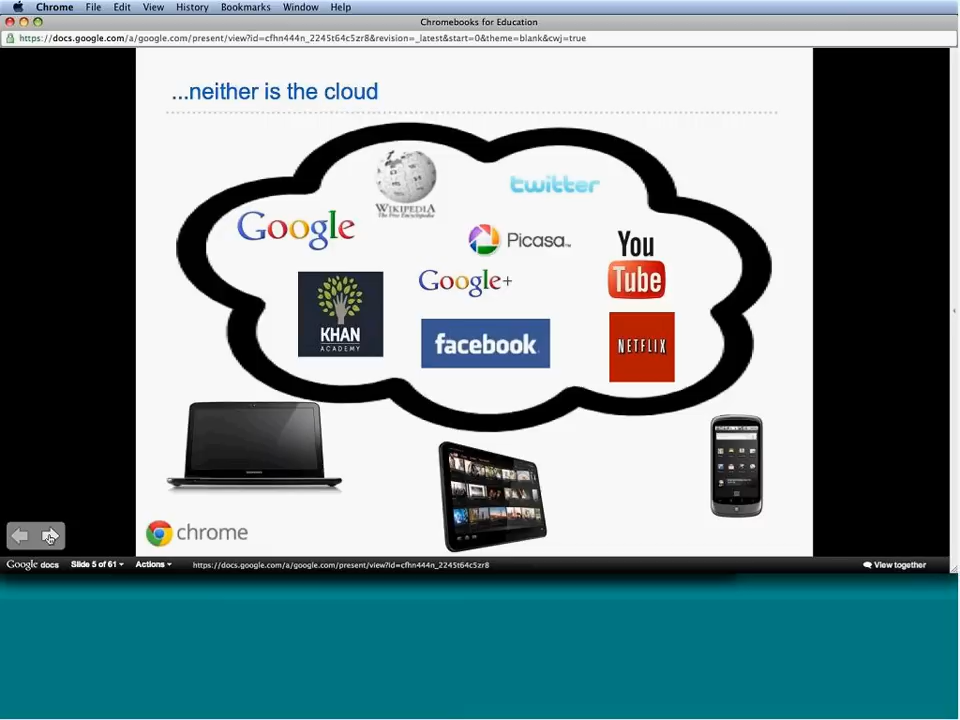 Chrome File Edit View History Bookmarks Window Help
Chromebooks for Education
https://docs.google.com/a/google.com/present/view?id=cfhn444n_2245t64c5zr8&revision=_latest&start=0&theme=blank&cwj=true
...neither is the cloud
WIKIPEDIA
The Free Encyclopedia
twitter
Google
Picasa™
You
Tube
Google+
KHAN
ACADEMY
facebook
NETFLIX
chrome
Google docs Slide 5 of 61 Actions https://docs.google.com/a/google.com/present/view?id=cfhn444n_2245t64c5zr8 View together